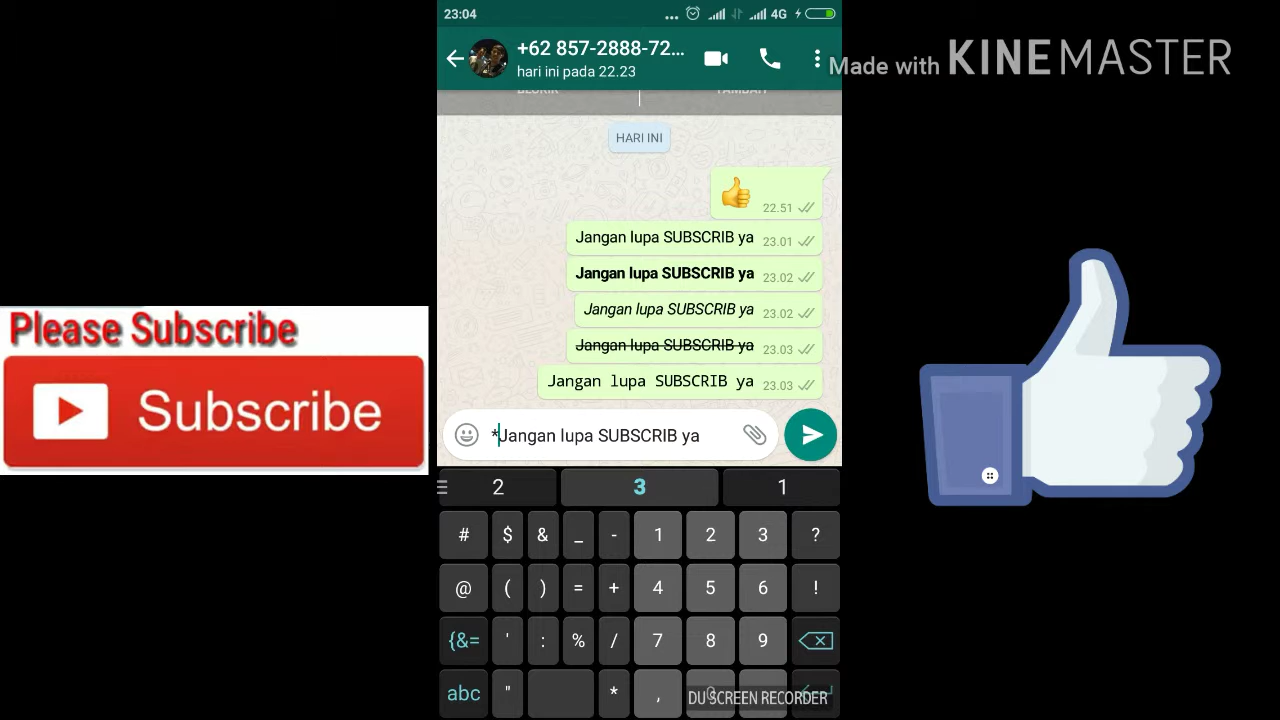 23:04
4G
+62 857-2888-72...
hari ini pada 22.23
Made with KINEMASTER
BLOKIR
TAMBAH
HARI INI
👍 22.51
Jangan lupa SUBSCRIB ya 23.01
Jangan lupa SUBSCRIB ya 23.02
Jangan lupa SUBSCRIB ya 23.02
Jangan lupa SUBSCRIB ya 23.03
Jangan lupa SUBSCRIB ya 23.03
*Jangan lupa SUBSCRIB ya
Please Subscribe
Subscribe
2 3 1
# $ & _ - 1 2 3 ?
@ ( ) = + 4 5 6 !
{&= ' : % / 7 8 9
abc " * , 0
DU SCREEN RECORDER